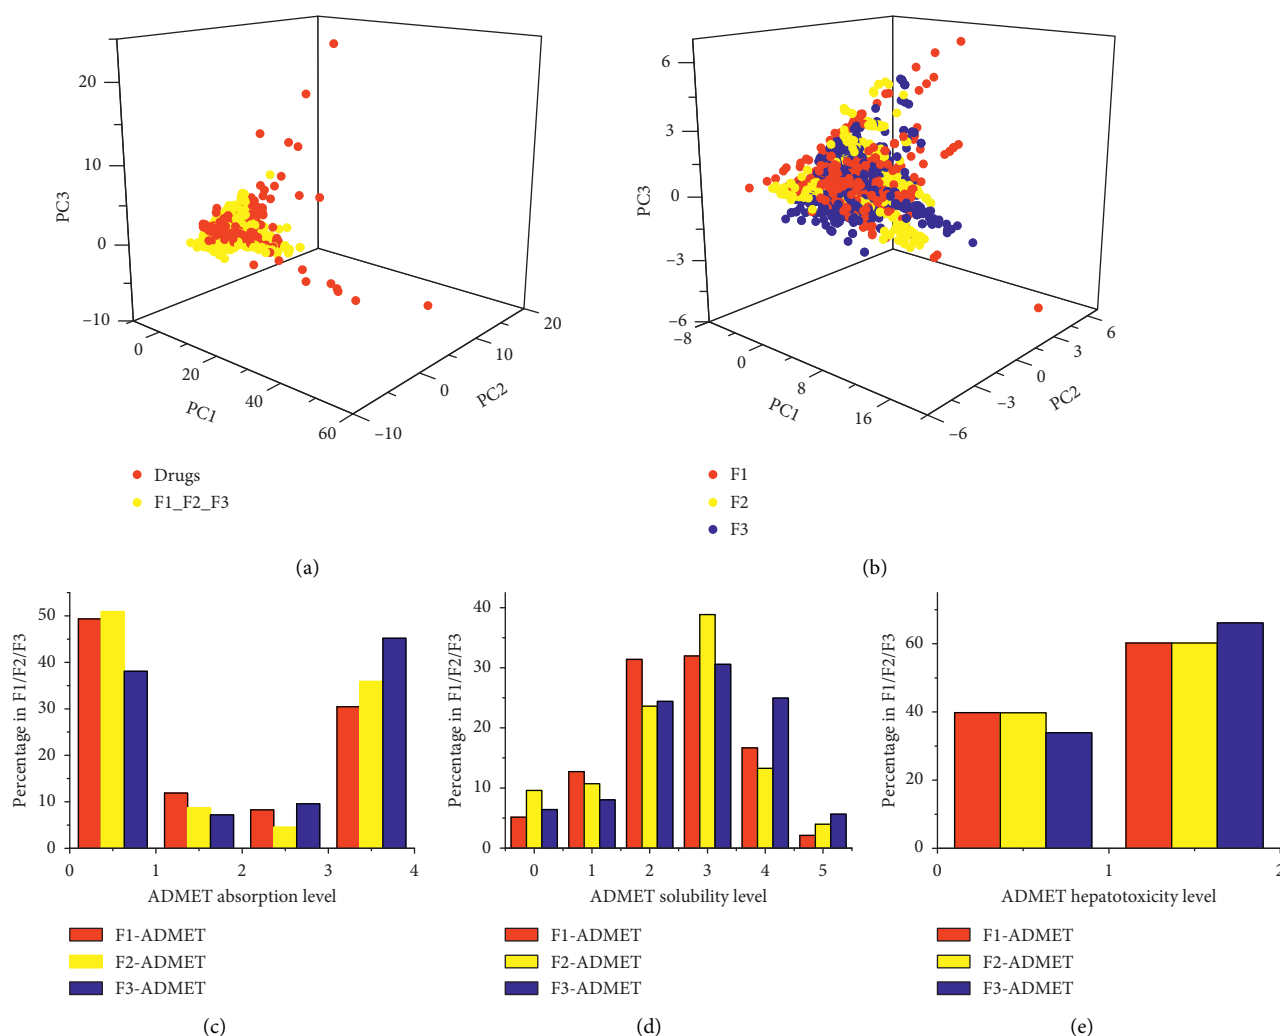 20
10
0
−10
PC3
0
20
40
60
PC1
−10
0
10
20
PC2
Drugs
F1_F2_F3
(a)
6
3
0
−3
−6
PC3
−8
0
8
16
PC1
−6
−3
0
3
6
PC2
F1
F2
F3
(b)
Percentage in F1/F2/F3
50
40
30
20
10
0
0 1 2 3 4
ADMET absorption level
F1-ADMET
F2-ADMET
F3-ADMET
(c)
Percentage in F1/F2/F3
40
30
20
10
0
0 1 2 3 4 5
ADMET solubility level
F1-ADMET
F2-ADMET
F3-ADMET
(d)
Percentage in F1/F2/F3
60
40
20
0
0 1 2
ADMET hepatotoxicity level
F1-ADMET
F2-ADMET
F3-ADMET
(e)